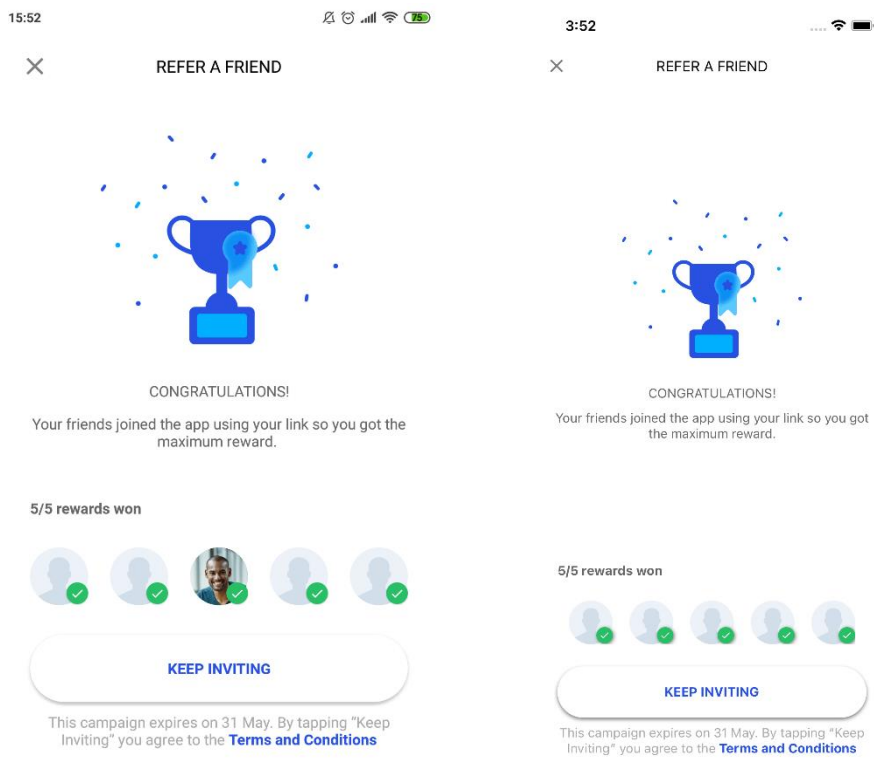 15:52
75
REFER A FRIEND
CONGRATULATIONS!
Your friends joined the app using your link so you got the
maximum reward.
5/5 rewards won
KEEP INVITING
This campaign expires on 31 May. By tapping “Keep
Inviting” you agree to the Terms and Conditions
3:52
REFER A FRIEND
CONGRATULATIONS!
Your friends joined the app using your link so you got
the maximum reward.
5/5 rewards won
KEEP INVITING
This campaign expires on 31 May. By tapping “Keep
Inviting” you agree to the Terms and Conditions